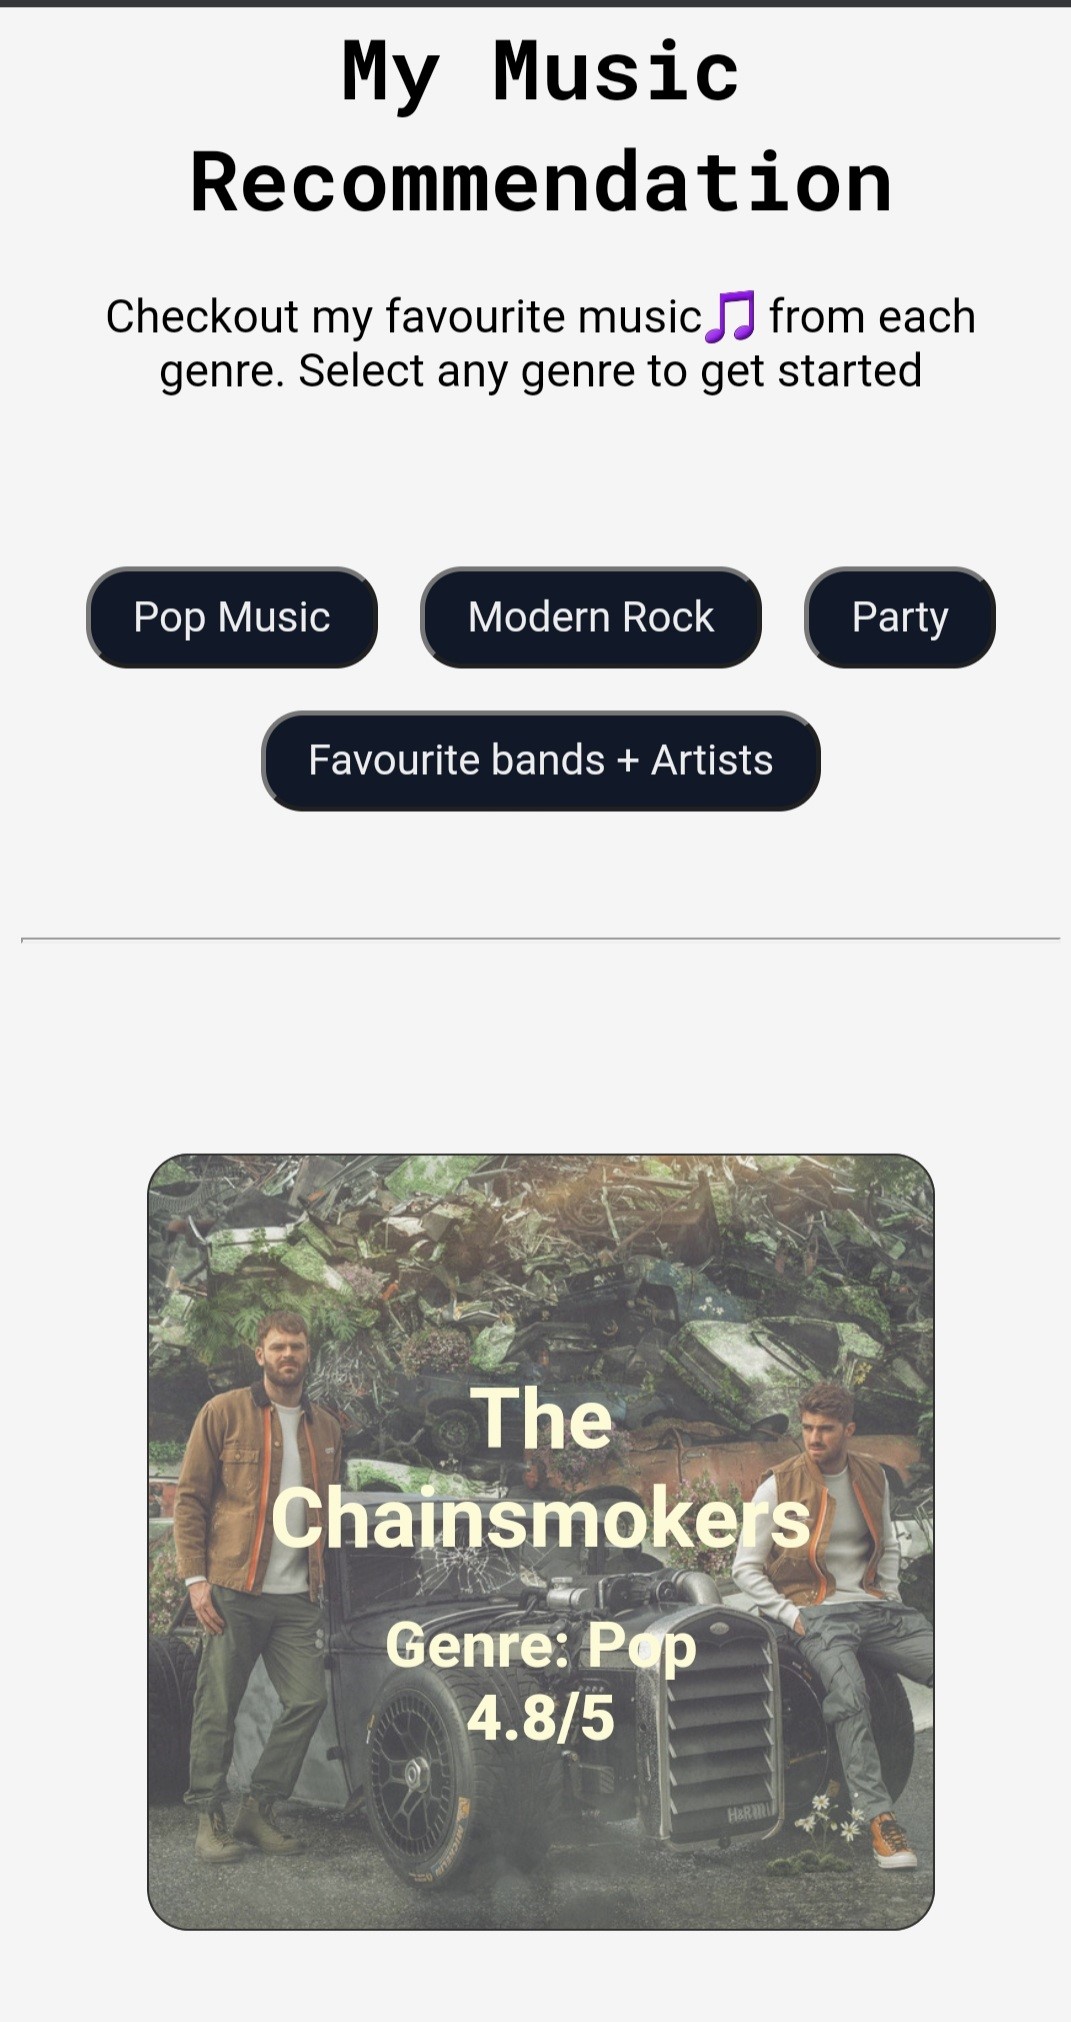 My Music
Recommendation
Checkout my favourite music🎵 from each
genre. Select any genre to get started
Pop Music
Modern Rock
Party
Favourite bands + Artists
The
Chainsmokers
Genre: Pop
4.8/5